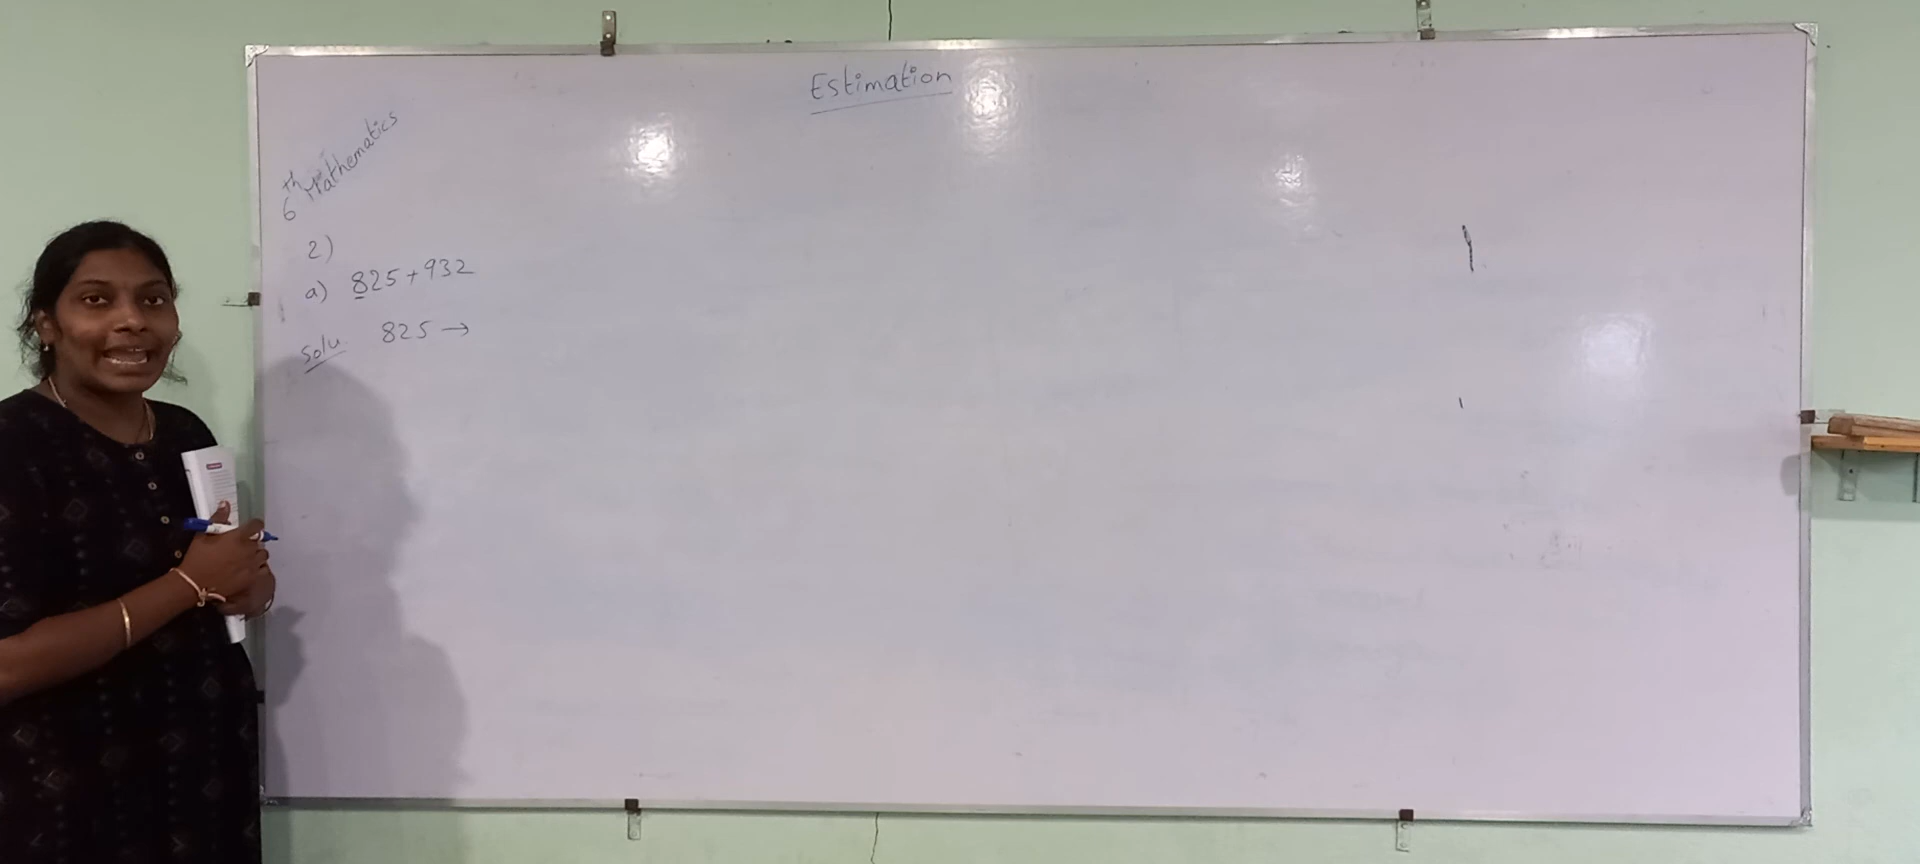 Estimation
6th Mathematics
2)
a) 825 + 932
Solu. 825 →